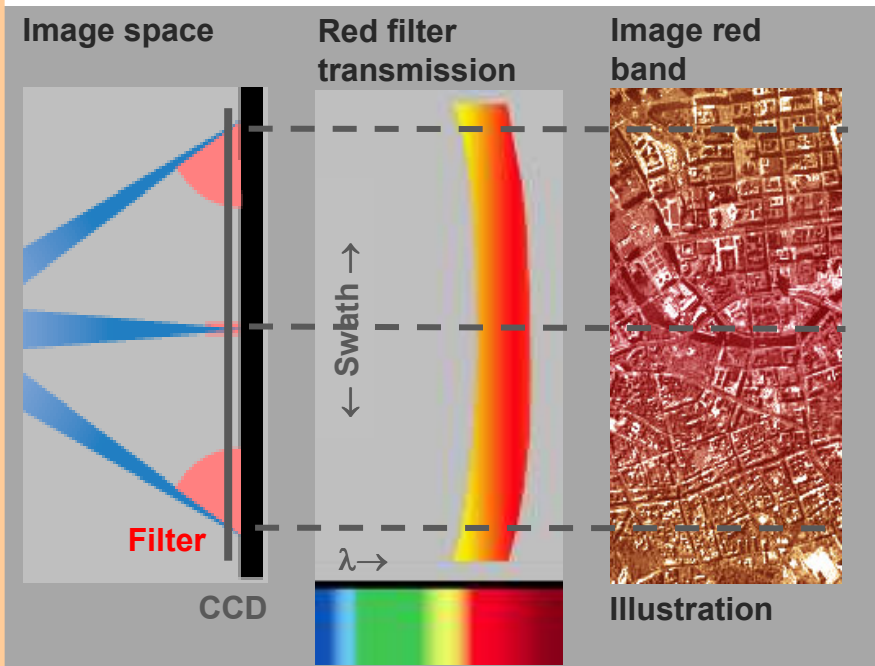 Image space
Red filter
transmission
Image red
band
← Swath →
Filter
λ→
CCD
Illustration